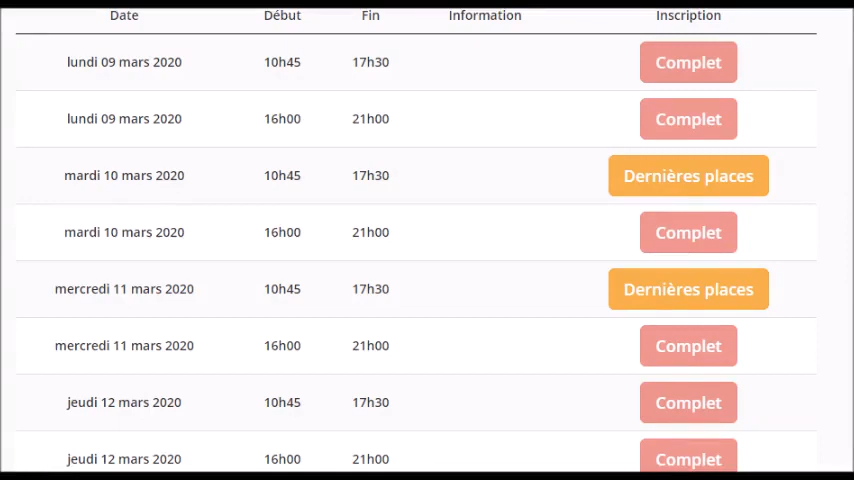 Date Début Fin Information Inscription
lundi 09 mars 2020 10h45 17h30 Complet
lundi 09 mars 2020 16h00 21h00 Complet
mardi 10 mars 2020 10h45 17h30 Dernières places
mardi 10 mars 2020 16h00 21h00 Complet
mercredi 11 mars 2020 10h45 17h30 Dernières places
mercredi 11 mars 2020 16h00 21h00 Complet
jeudi 12 mars 2020 10h45 17h30 Complet
jeudi 12 mars 2020 16h00 21h00 Complet